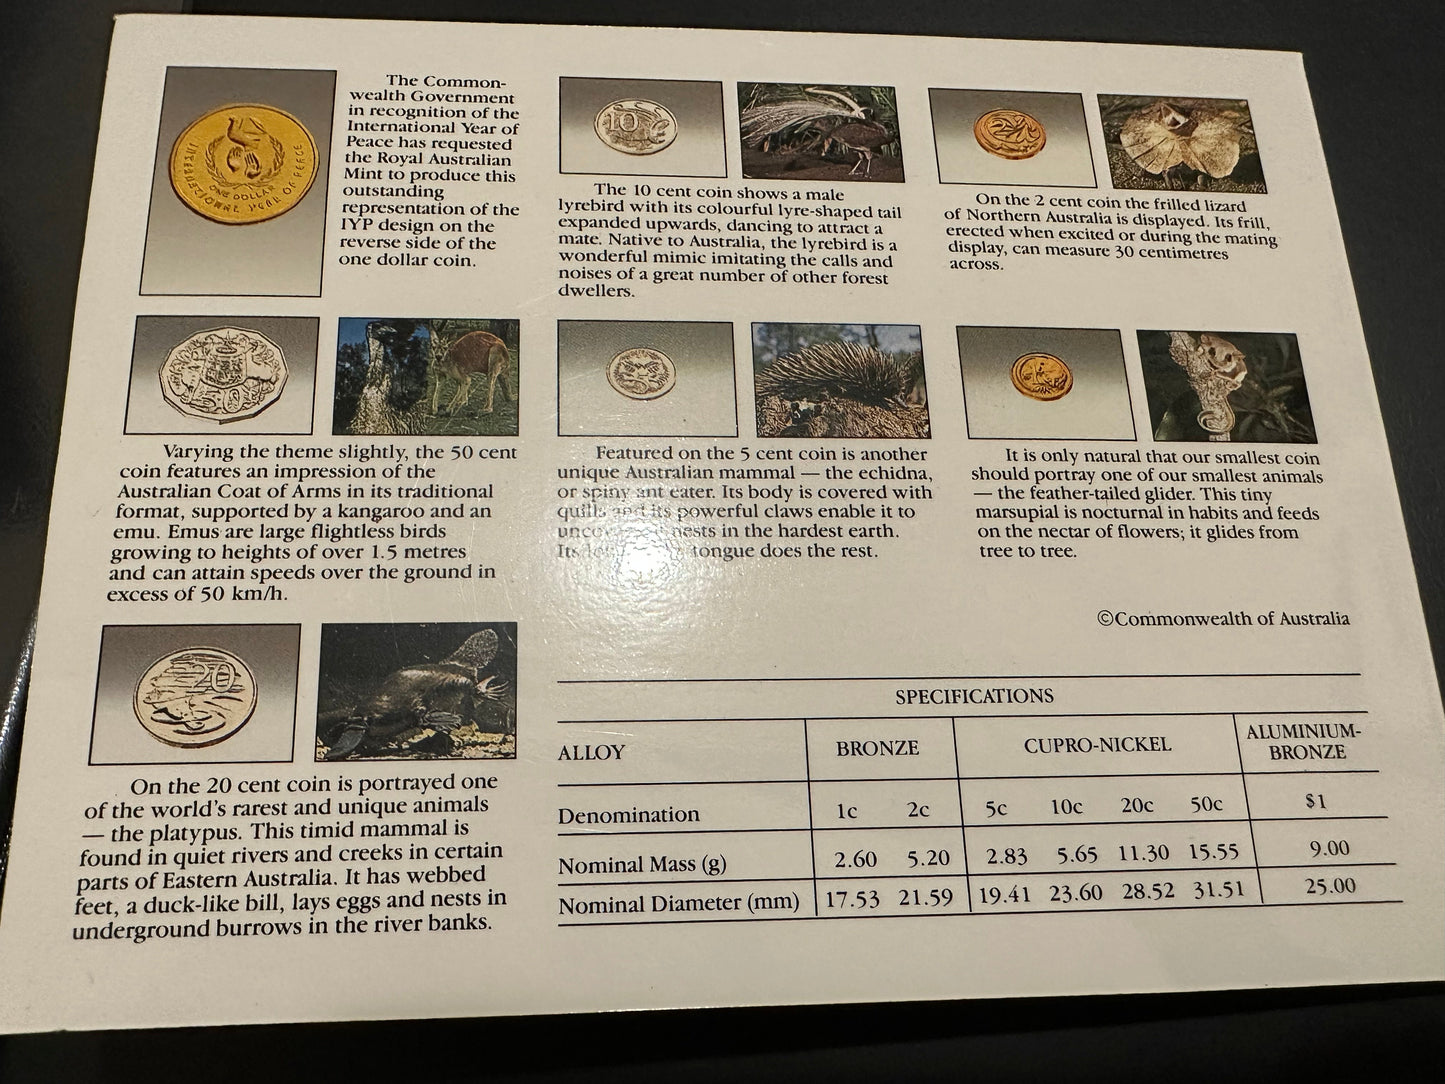 INTERNATIONAL YEAR OF PEACE
ONE DOLLAR
The Common-
wealth Government
in recognition of the
International Year of
Peace has requested
the Royal Australian
Mint to produce this
outstanding
representation of the
IYP design on the
reverse side of the
one dollar coin.
Varying the theme slightly, the 50 cent
coin features an impression of the
Australian Coat of Arms in its traditional
format, supported by a kangaroo and an
emu. Emus are large flightless birds
growing to heights of over 1.5 metres
and can attain speeds over the ground in
excess of 50 km/h.
20
On the 20 cent coin is portrayed one
of the world's rarest and unique animals
— the platypus. This timid mammal is
found in quiet rivers and creeks in certain
parts of Eastern Australia. It has webbed
feet, a duck-like bill, lays eggs and nests in
underground burrows in the river banks.
10
The 10 cent coin shows a male
lyrebird with its colourful lyre-shaped tail
expanded upwards, dancing to attract a
mate. Native to Australia, the lyrebird is a
wonderful mimic imitating the calls and
noises of a great number of other forest
dwellers.
Featured on the 5 cent coin is another
unique Australian mammal — the echidna,
or spiny ant eater. Its body is covered with
quills and its powerful claws enable it to
nests in the hardest earth.
Its tongue does the rest.
On the 2 cent coin the frilled lizard
of Northern Australia is displayed. Its frill,
erected when excited or during the mating
display, can measure 30 centimetres
across.
It is only natural that our smallest coin
should portray one of our smallest animals
— the feather-tailed glider. This tiny
marsupial is nocturnal in habits and feeds
on the nectar of flowers; it glides from
tree to tree.
©Commonwealth of Australia
SPECIFICATIONS
ALLOY BRONZE CUPRO-NICKEL ALUMINIUM-
BRONZE
Denomination 1c 2c 5c 10c 20c 50c $1
Nominal Mass (g) 2.60 5.20 2.83 5.65 11.30 15.55 9.00
Nominal Diameter (mm) 17.53 21.59 19.41 23.60 28.52 31.51 25.00